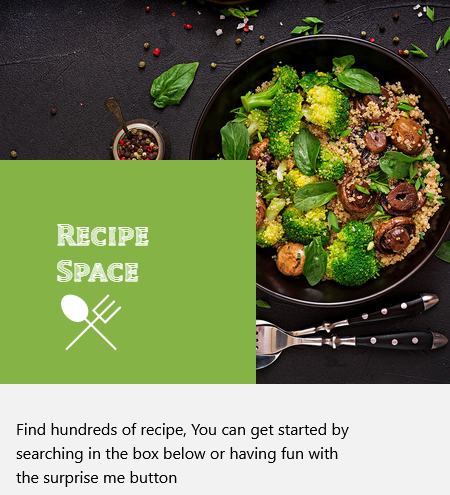 Recipe
Space
Find hundreds of recipe, You can get started by
searching in the box below or having fun with
the surprise me button